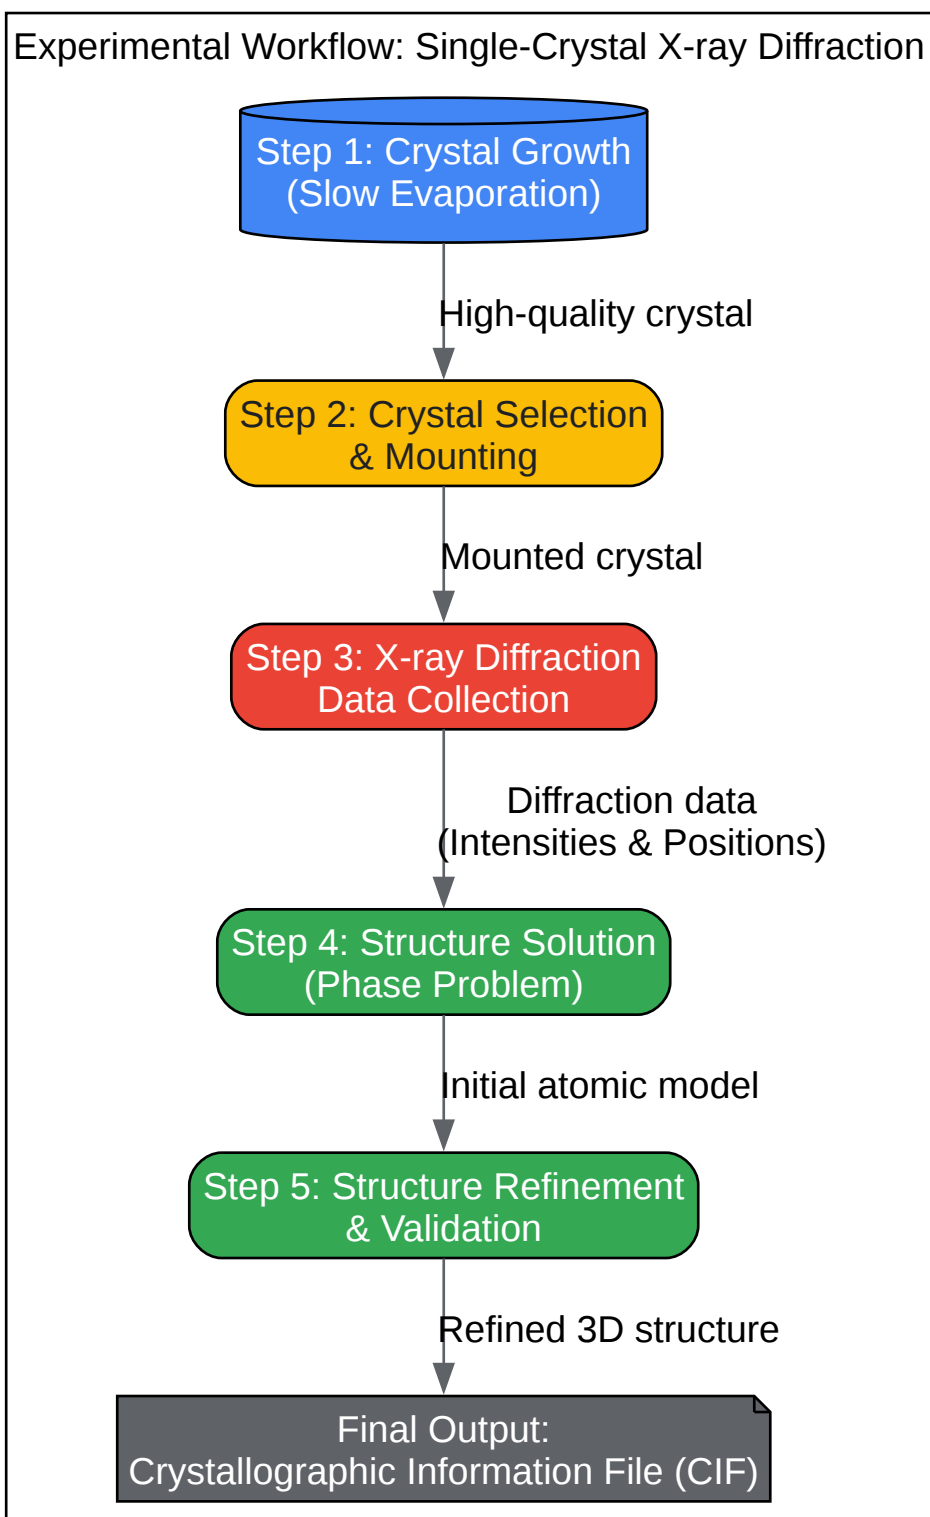 Experimental Workflow: Single-Crystal X-ray Diffraction
Step 1: Crystal Growth
(Slow Evaporation)
High-quality crystal
Step 2: Crystal Selection
& Mounting
Mounted crystal
Step 3: X-ray Diffraction
Data Collection
Diffraction data
(Intensities & Positions)
Step 4: Structure Solution
(Phase Problem)
Initial atomic model
Step 5: Structure Refinement
& Validation
Refined 3D structure
Final Output:
Crystallographic Information File (CIF)